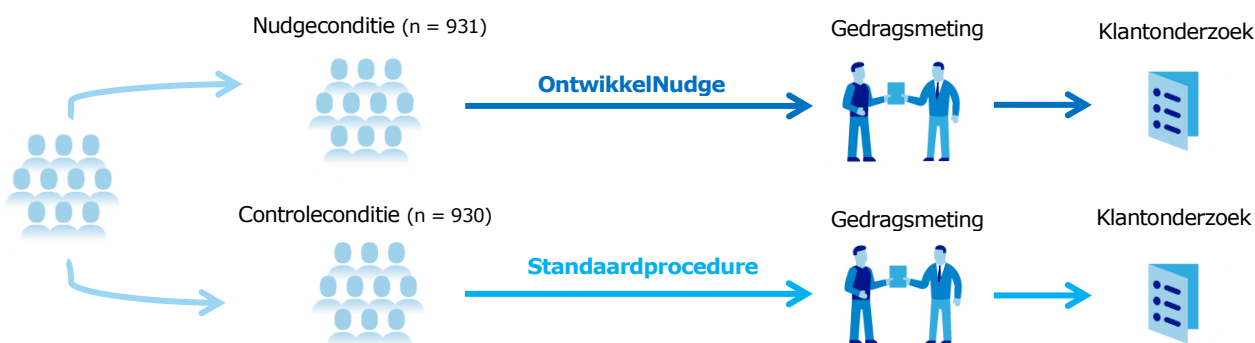 Nudgeconditie (n = 931)
OntwikkelNudge
Gedragsmeting
Klantonderzoek
Controleconditie (n = 930)
Standaardprocedure
Gedragsmeting
Klantonderzoek